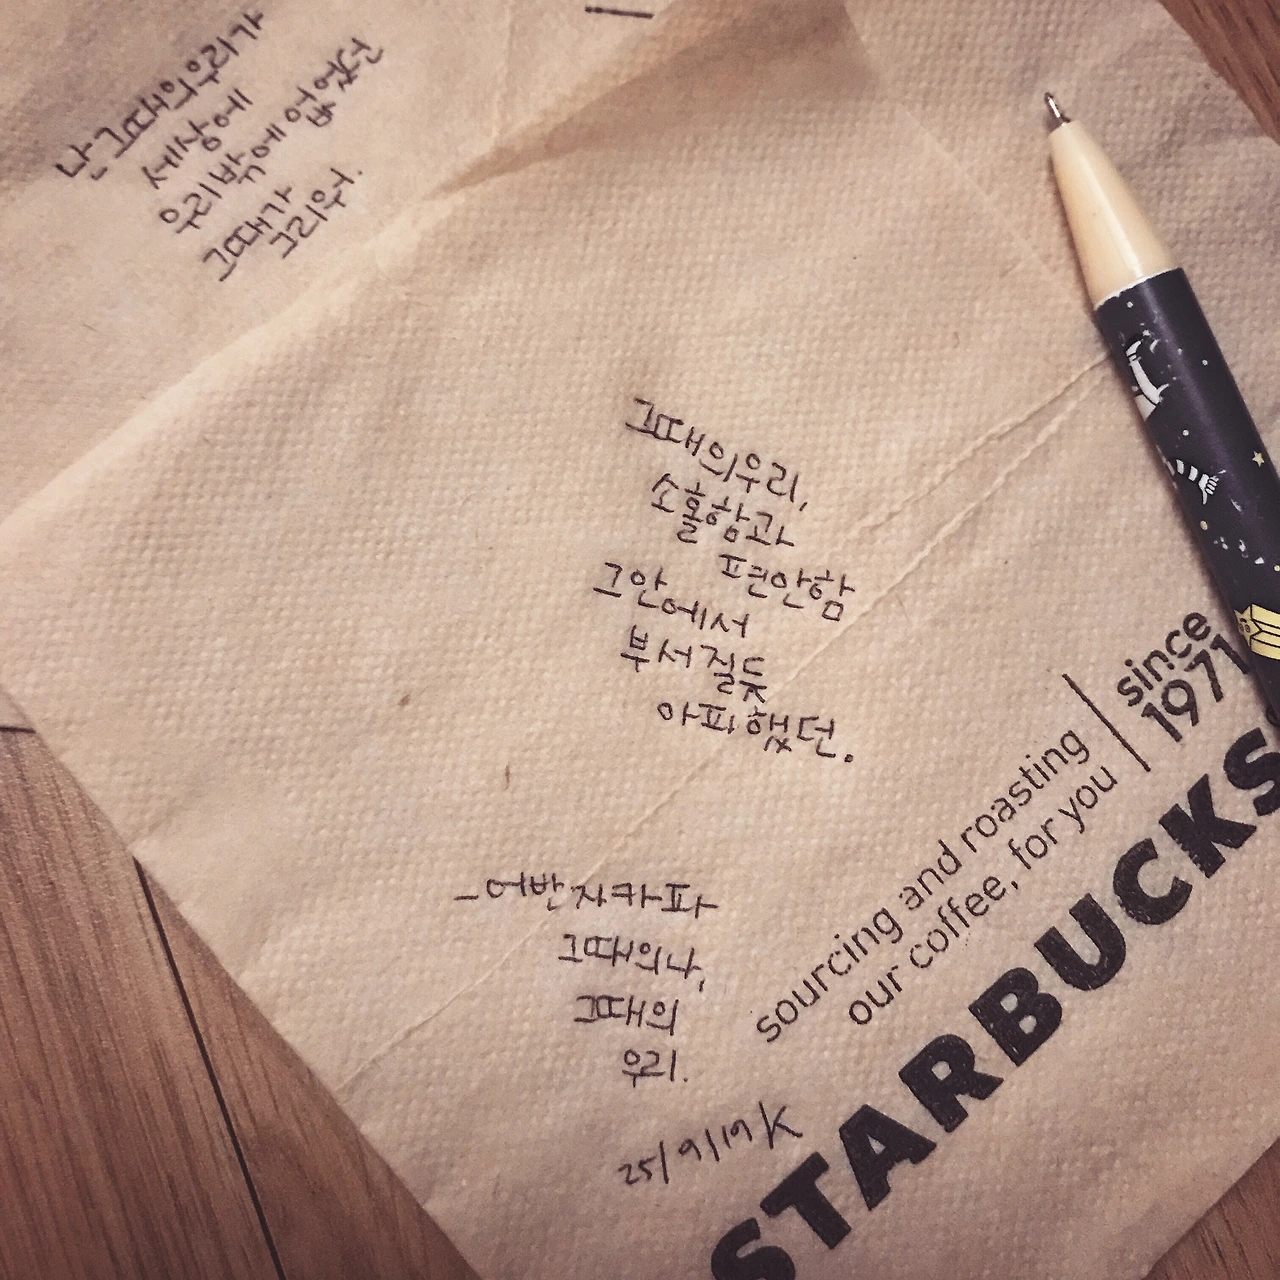 난 그때의 우리가
세상에
우리밖에 없었던
그때가
그리워.
그때의 우리,
소홀함과
편안함
그 안에서
부서질듯
아파했던.
-어반자카파
그때의 나,
그때의
우리.
25/9/19 K
since
1971
sourcing and roasting
our coffee, for you
STARBUCKS